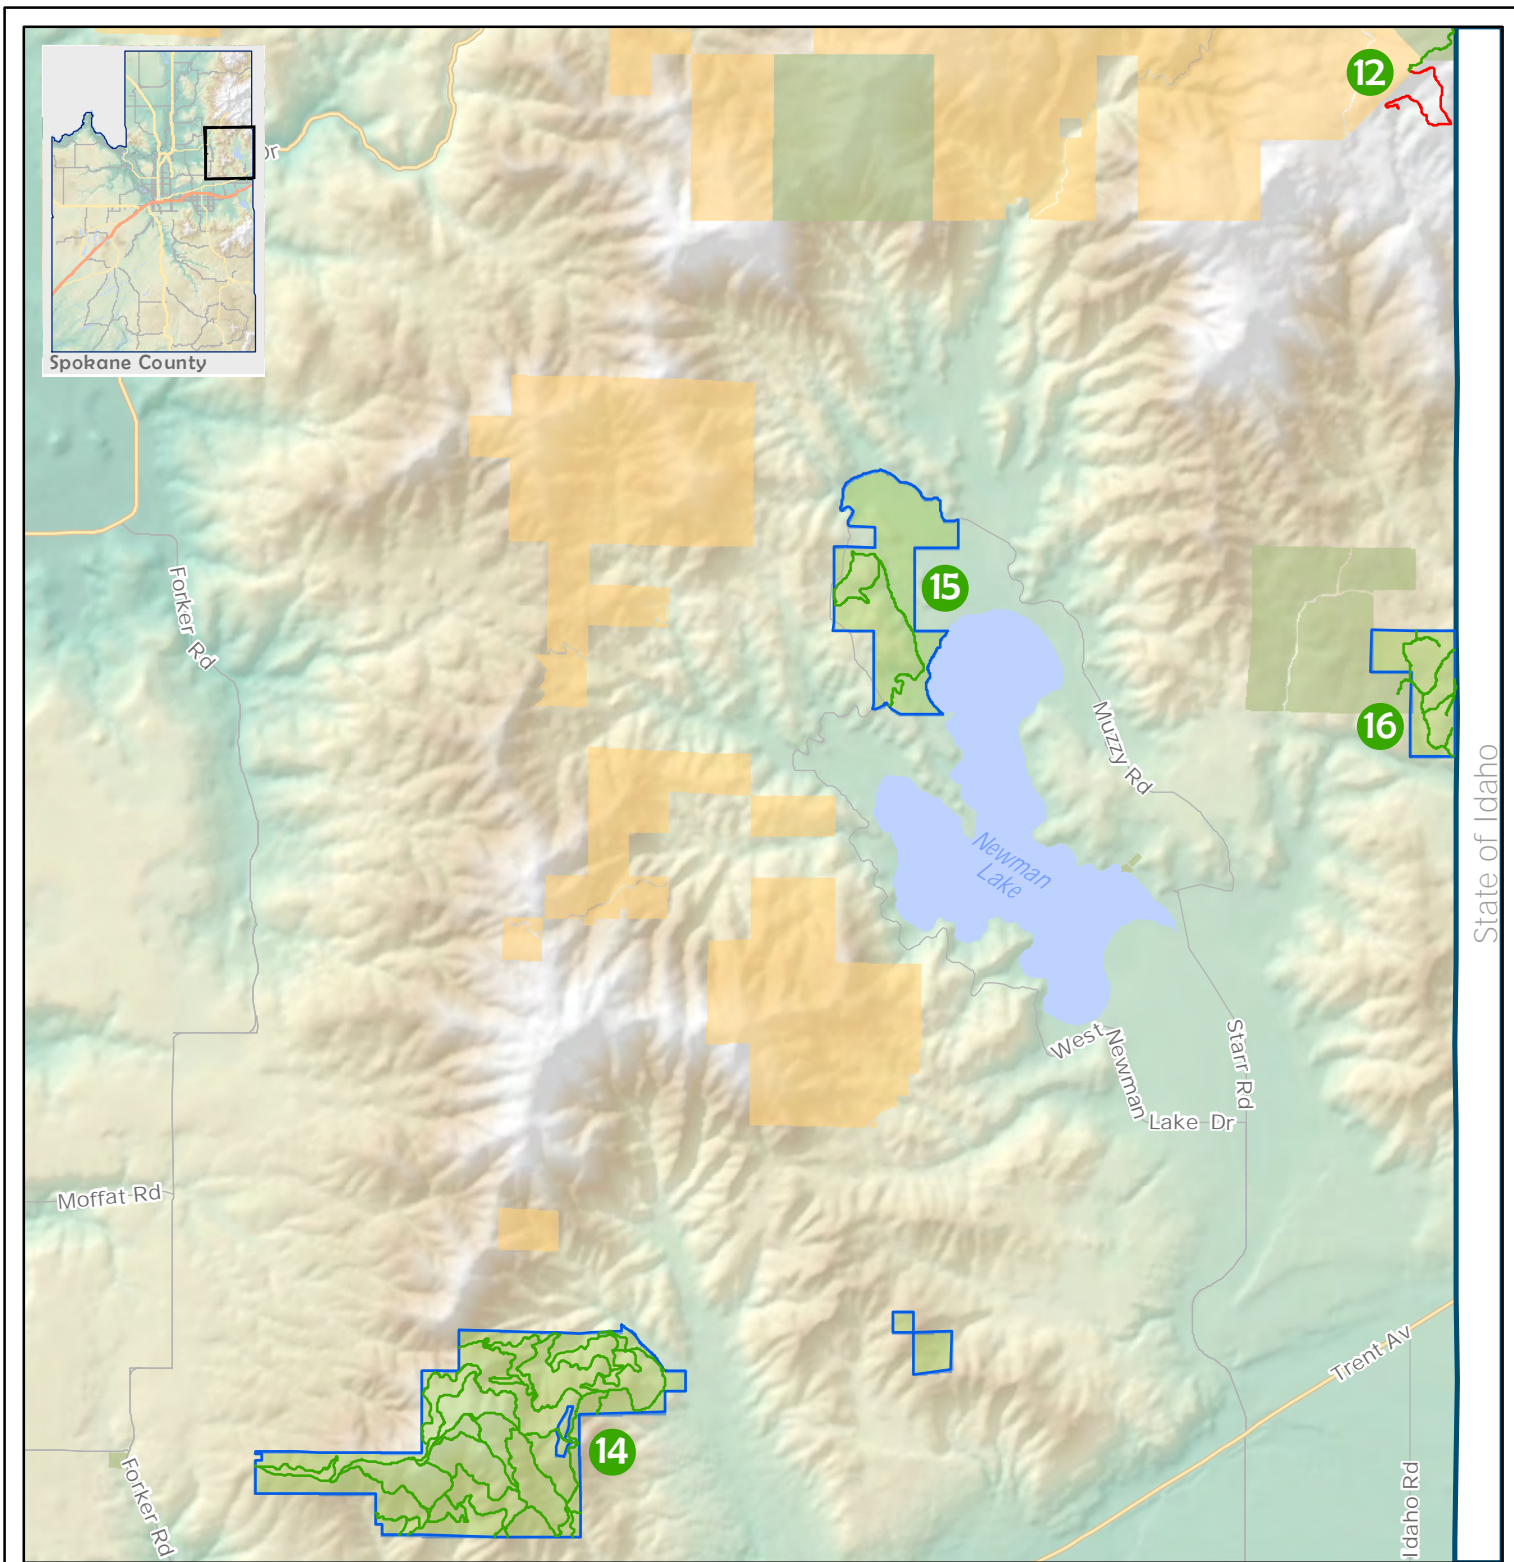 12
Dr
Spokane County
15
Forker Rd
16
Muzzy Rd
State of Idaho
Newman
Lake
West
Newman
Lake Dr
Starr Rd
Moffat Rd
Trent Av
14
Forker Rd
Idaho Rd